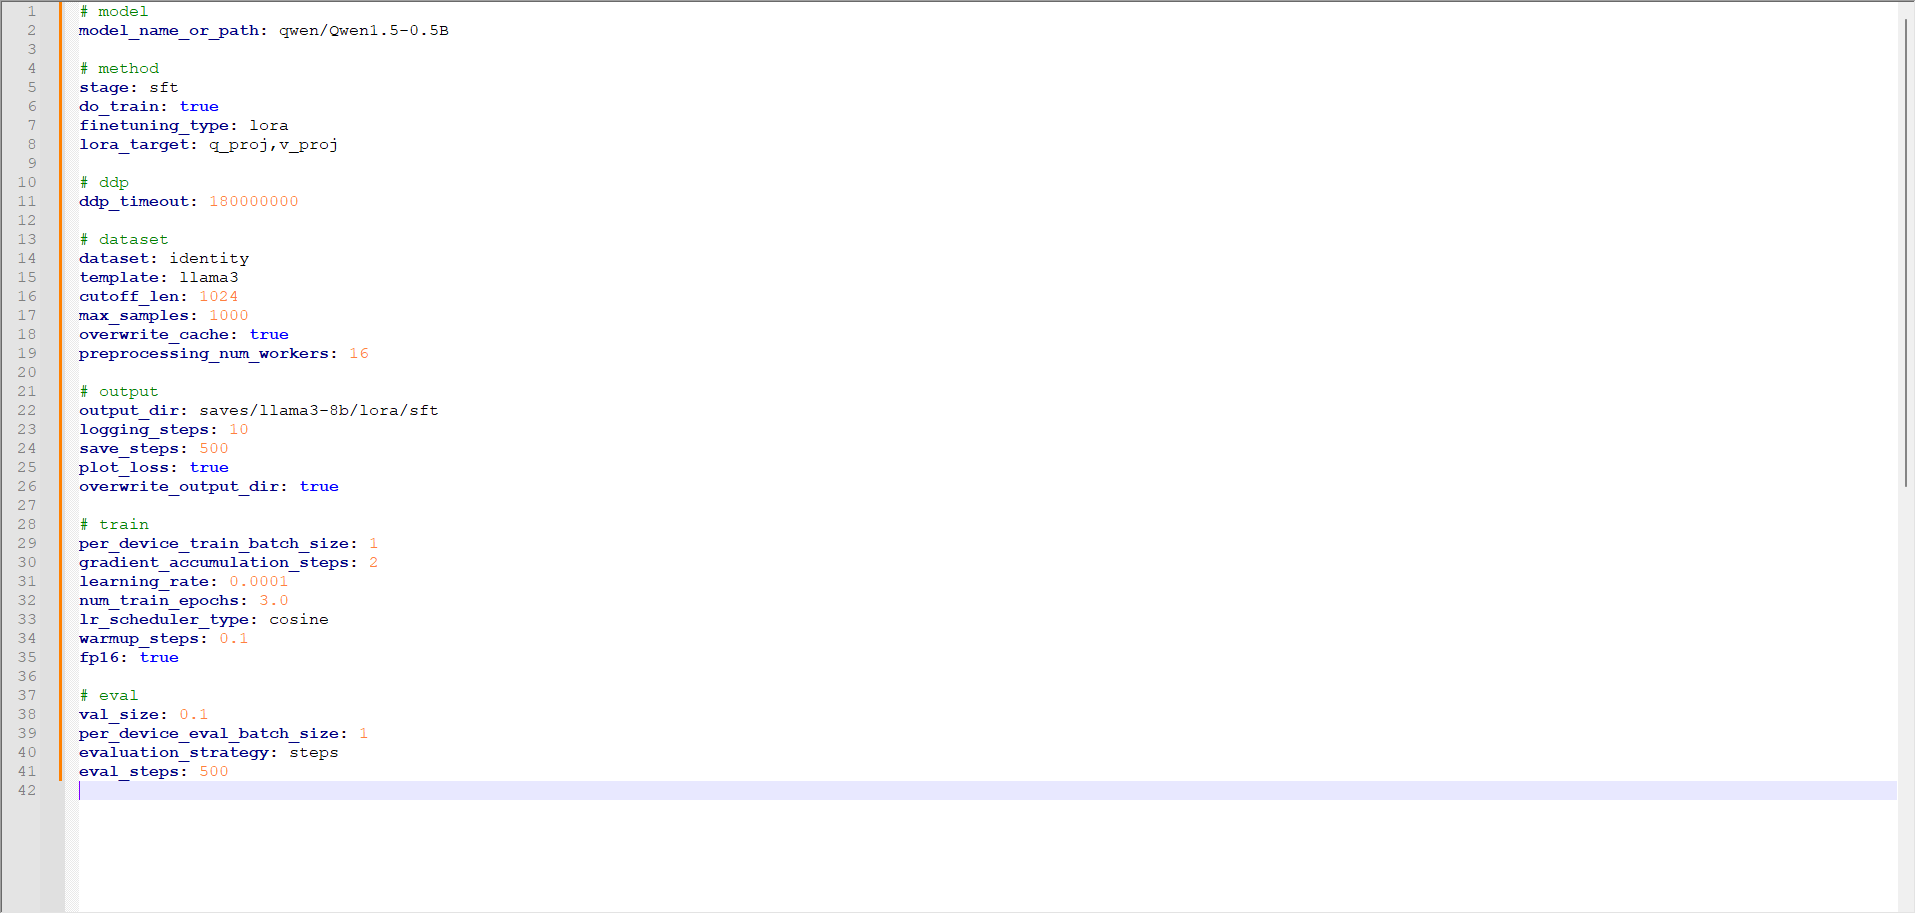 1 # model
2 model_name_or_path: qwen/Qwen1.5-0.5B
3
4 # method
5 stage: sft
6 do_train: true
7 finetuning_type: lora
8 lora_target: q_proj,v_proj
9
10 # ddp
11 ddp_timeout: 180000000
12
13 # dataset
14 dataset: identity
15 template: llama3
16 cutoff_len: 1024
17 max_samples: 1000
18 overwrite_cache: true
19 preprocessing_num_workers: 16
20
21 # output
22 output_dir: saves/llama3-8b/lora/sft
23 logging_steps: 10
24 save_steps: 500
25 plot_loss: true
26 overwrite_output_dir: true
27
28 # train
29 per_device_train_batch_size: 1
30 gradient_accumulation_steps: 2
31 learning_rate: 0.0001
32 num_train_epochs: 3.0
33 lr_scheduler_type: cosine
34 warmup_steps: 0.1
35 fp16: true
36
37 # eval
38 val_size: 0.1
39 per_device_eval_batch_size: 1
40 evaluation_strategy: steps
41 eval_steps: 500
42